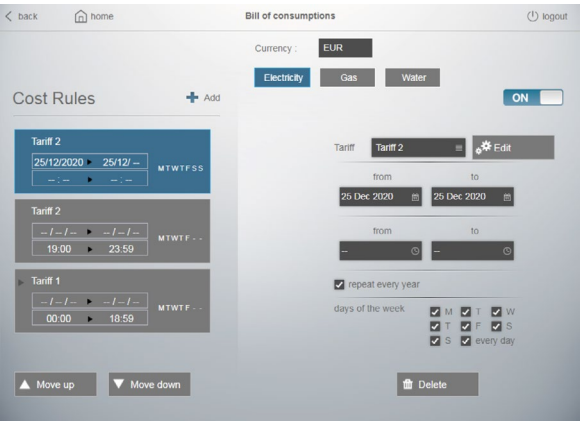 back home Bill of consumptions logout
Currency : EUR
Electricity Gas Water
Cost Rules Add
ON
Tariff 2
25/12/2020 25/12/ --
-- : -- -- : --
MTWTFSS
Tariff 2
-- / -- / -- -- / -- / --
19:00 23:59
MTWTF - -
Tariff 1
-- / -- / -- -- / -- / --
00:00 18:59
MTWTF - -
Move up Move down
Tariff Tariff 2 Edit
from to
25 Dec 2020 25 Dec 2020
from to
-- --
repeat every year
days of the week M T W
T F S
S every day
Delete